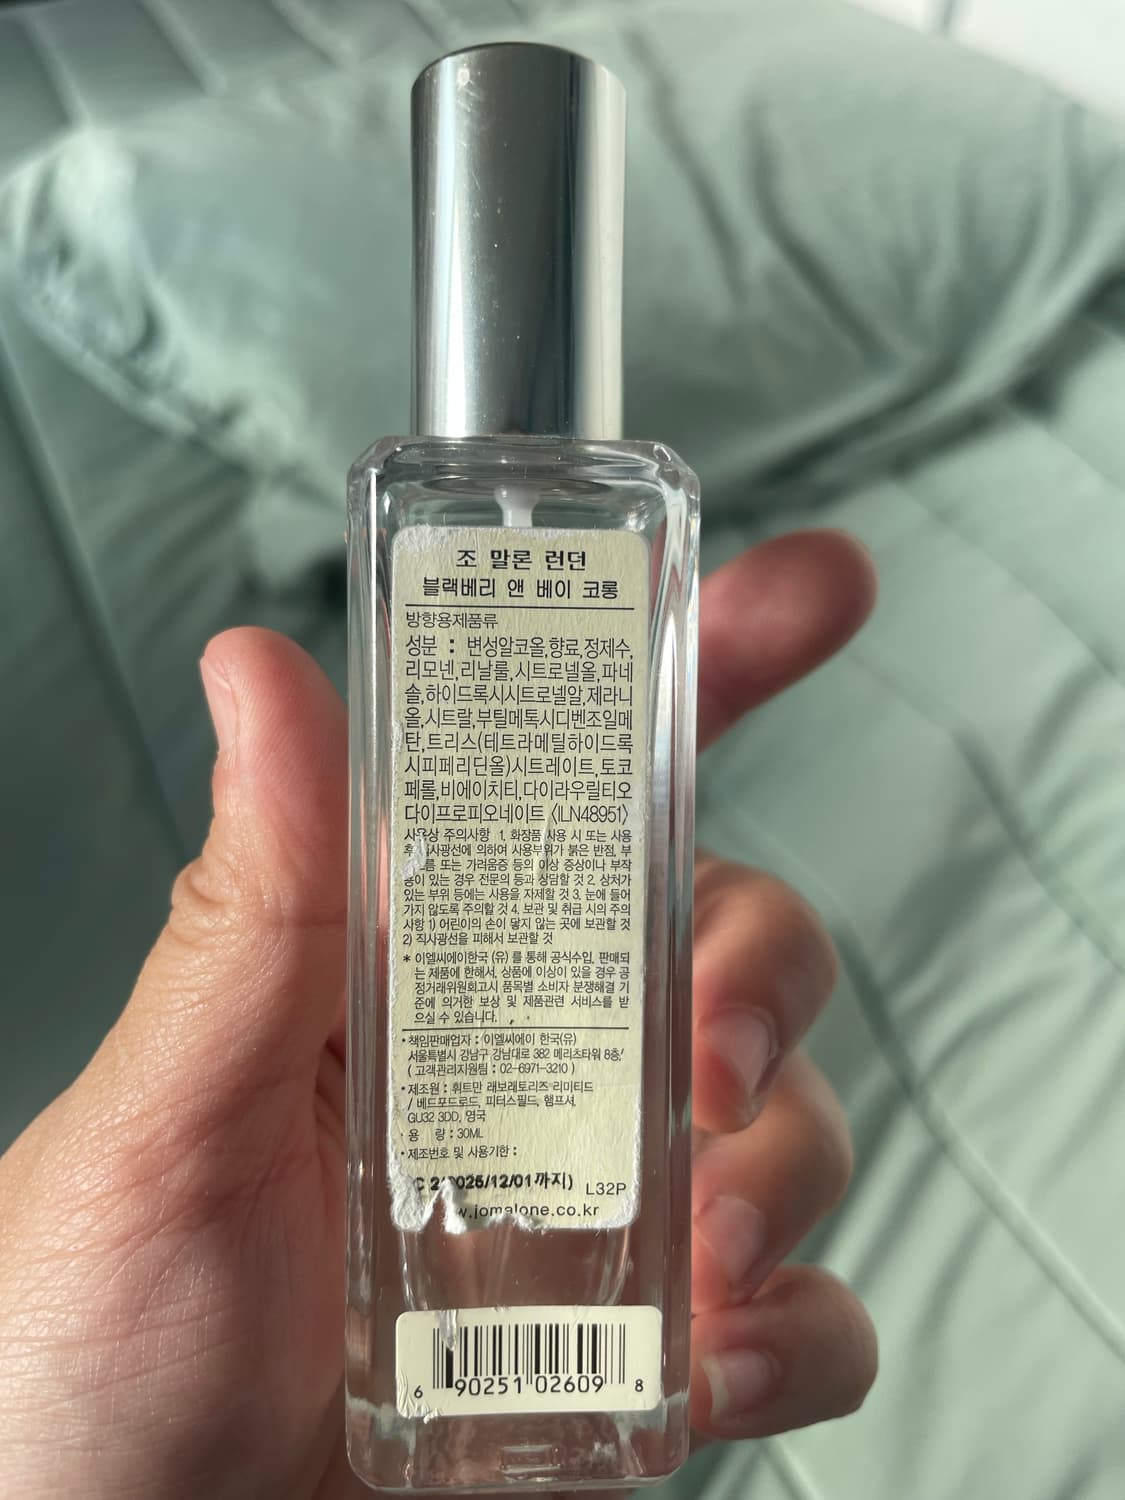 조 말론 런던
블랙베리 앤 베이 코롱
방향용제품류
성분 : 변성알코올,향료,정제수,
리모넨,리날룰,시트로넬올,파네
솔,하이드록시시트로넬알,제라니
올,시트랄,부틸메톡시디벤조일메
탄,트리스(테트라메틸하이드록
시피페리딘올)시트레이트,토코
페롤,비에이치티,다이라우릴티오
다이프로피오네이트 〈ILN48951〉
사용상 주의사항 1. 화장품 사용 시 또는 사용
후 직사광선에 의하여 사용부위가 붉은 반점, 부
름 또는 가려움증 등의 이상 증상이나 부작
용이 있는 경우 전문의 등과 상담할 것 2. 상처가
있는 부위 등에는 사용을 자제할 것 3. 눈에 들어
가지 않도록 주의할 것 4. 보관 및 취급 시의 주의
사항 1) 어린이의 손이 닿지 않는 곳에 보관할 것
2) 직사광선을 피해서 보관할 것
* 이엘씨에이한국 (유) 를 통해 공식수입, 판매되
는 제품에 한해서, 상품에 이상이 있을 경우 공
정거래위원회고시 품목별 소비자 분쟁해결 기
준에 의거한 보상 및 제품관련 서비스를 받
으실 수 있습니다.
• 책임판매업자 : 이엘씨에이 한국(유)
서울특별시 강남구 강남대로 382 메리츠타워 8층/
( 고객관리지원팀 : 02-6971-3210 )
• 제조원 : 휘트만 래보레토리즈 리미티드
/ 베드포드로드, 피터스필드, 햄프셔,
GU32 3DD, 영국
• 용 량 : 30ML
• 제조번호 및 사용기한 :
025/12/01까지) L32P
w.jomalone.co.kr
6 90251 02609 8